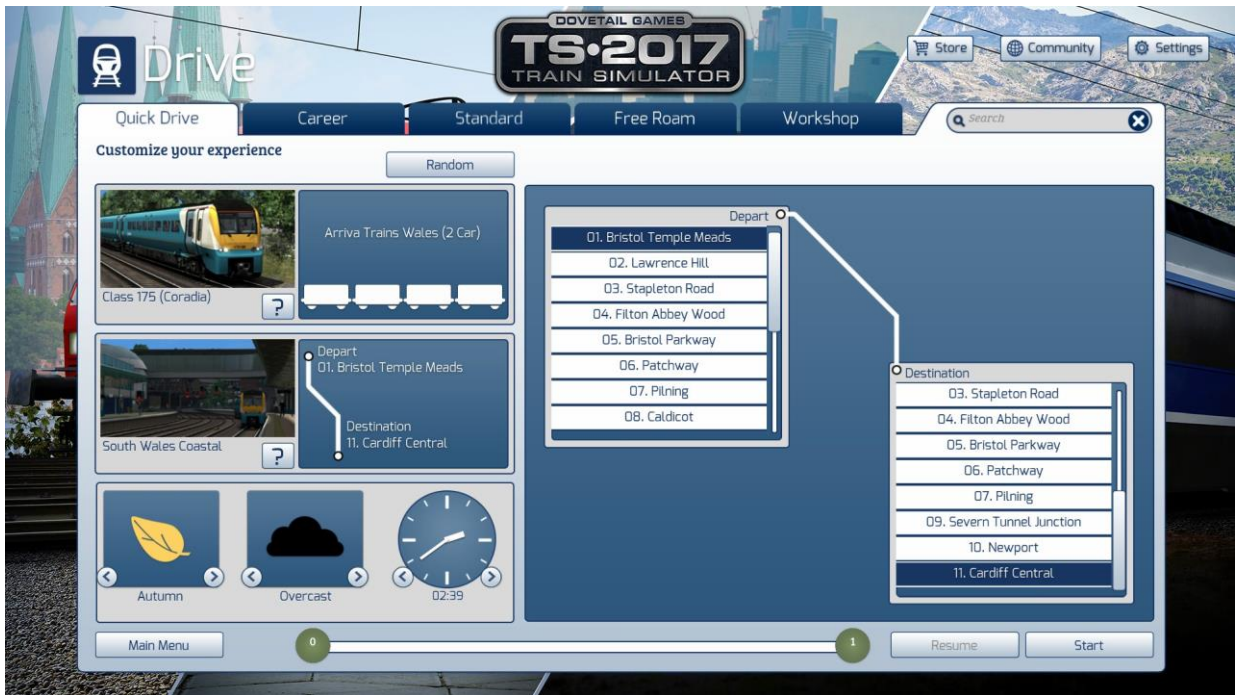 DOVETAIL GAMES
TS•2017
TRAIN SIMULATOR
Drive
Store
Community
Settings
Quick Drive
Career
Standard
Free Roam
Workshop
Search
Customize your experience
Random
Arriva Trains Wales (2 Car)
Class 175 (Coradia)
?
Depart
01. Bristol Temple Meads
Destination
11. Cardiff Central
South Wales Coastal
?
Autumn
Overcast
02:39
Depart
01. Bristol Temple Meads
02. Lawrence Hill
03. Stapleton Road
04. Filton Abbey Wood
05. Bristol Parkway
06. Patchway
07. Pilning
08. Caldicot
Destination
03. Stapleton Road
04. Filton Abbey Wood
05. Bristol Parkway
06. Patchway
07. Pilning
09. Severn Tunnel Junction
10. Newport
11. Cardiff Central
Main Menu
0
1
Resume
Start